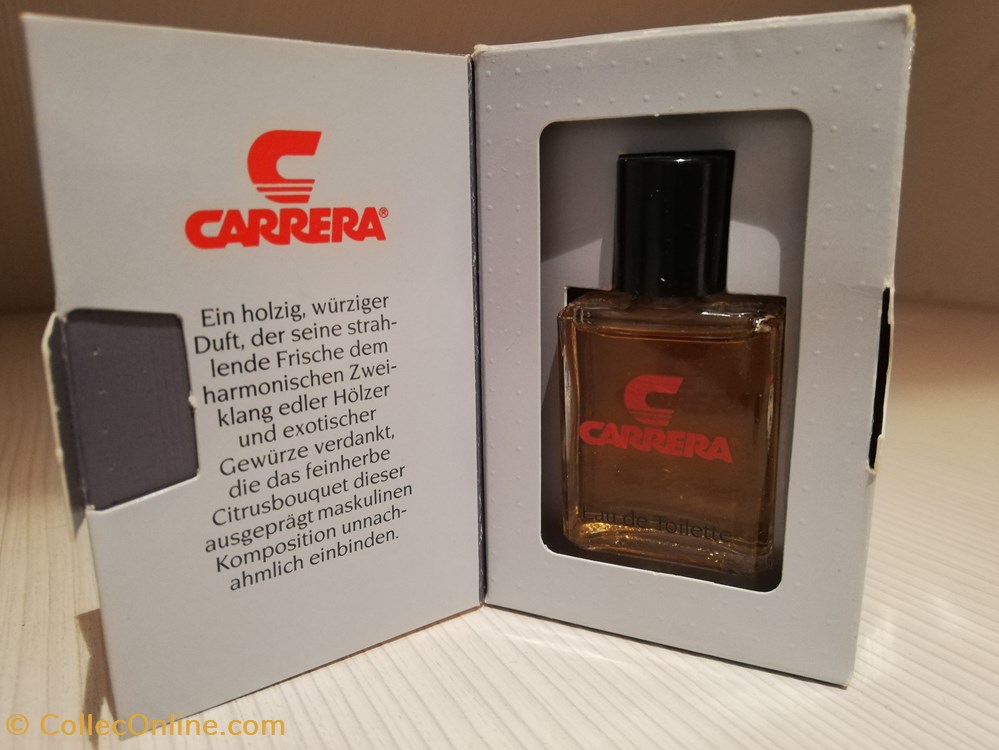 CARRERA®
Ein holzig, würziger
Duft, der seine strah-
lende Frische dem
harmonischen Zwei-
klang edler Hölzer
und exotischer
Gewürze verdankt,
die das feinherbe
Citrusbouquet dieser
ausgeprägt maskulinen
Komposition unnach-
ahmlich einbinden.
CARRERA
Eau de Toilette
© CollecOnline.com